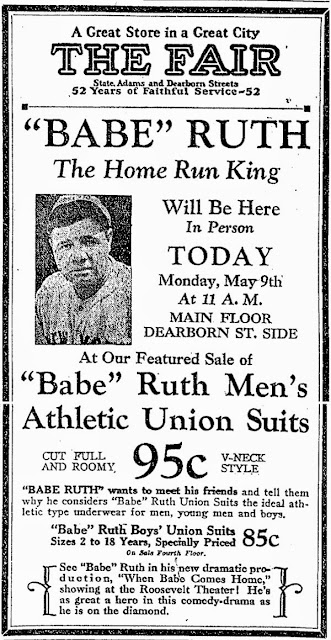 A Great Store in a Great City
THE FAIR
State, Adams and Dearborn Streets
52 Years of Faithful Service-52
"BABE" RUTH
The Home Run King
Will Be Here
In Person
TODAY
Monday, May 9th
At 11 A. M.
MAIN FLOOR
DEARBORN ST. SIDE
At Our Featured Sale of
"Babe" Ruth Men's
Athletic Union Suits
CUT FULL
AND ROOMY
95c
V-NECK
STYLE
"BABE RUTH" wants to meet his friends and tell them
why he considers "Babe" Ruth Union Suits the ideal ath-
letic type underwear for men, young men and boys.
"Babe" Ruth Boys' Union Suits
Sizes 2 to 18 Years, Specially Priced
85c
On Sale Fourth Floor.
See "Babe" Ruth in his new dramatic pro-
duction, "When Babe Comes Home,"
showing at the Roosevelt Theater! He's
as great a hero in this comedy-drama as
he is on the diamond.